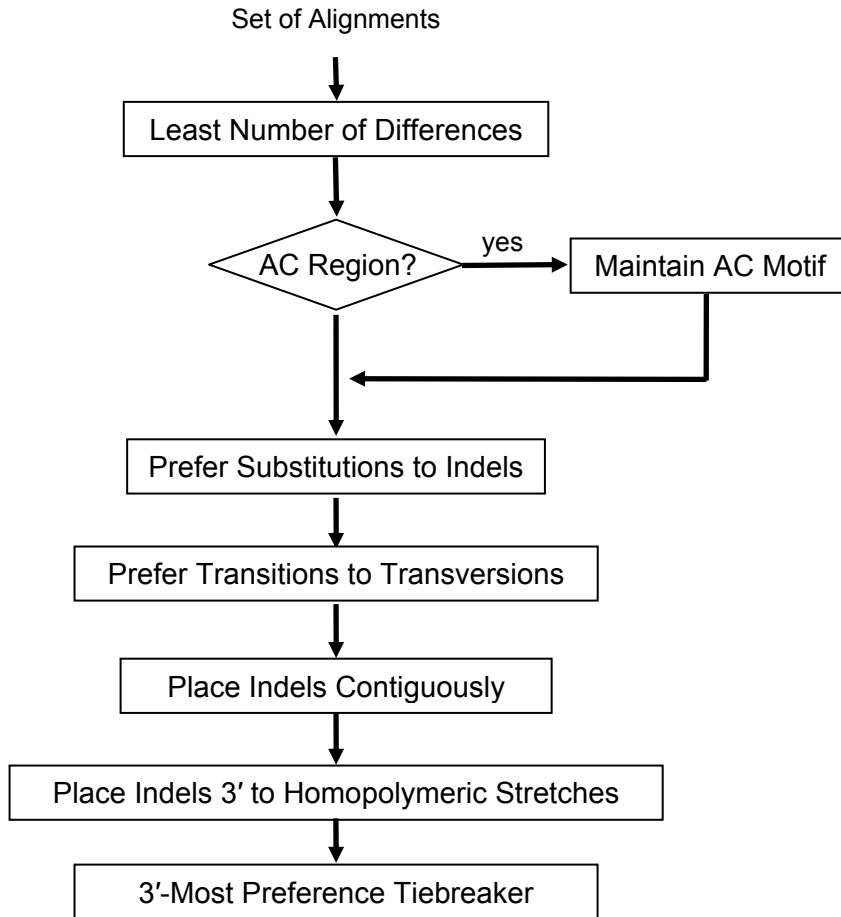 Set of Alignments
Least Number of Differences
AC Region?
yes
Maintain AC Motif
Prefer Substitutions to Indels
Prefer Transitions to Transversions
Place Indels Contiguously
Place Indels 3′ to Homopolymeric Stretches
3′-Most Preference Tiebreaker